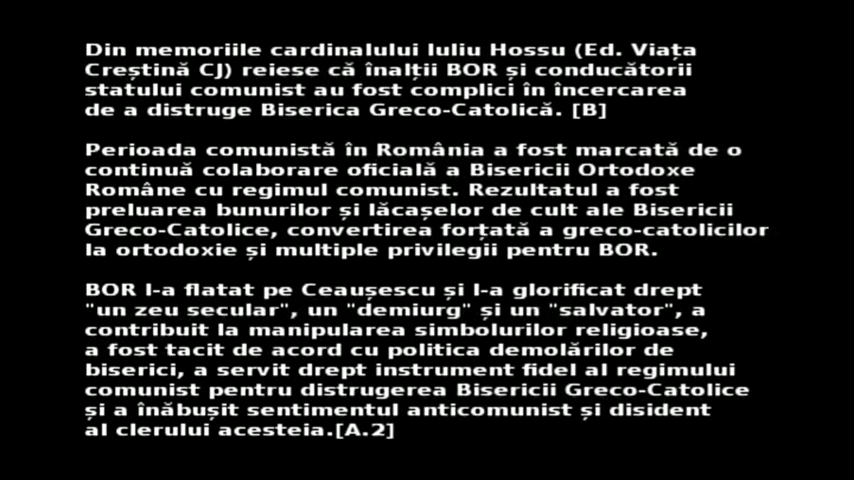 Din memoriile cardinalului Iuliu Hossu (Ed. Viața
Creștină CJ) reiese că înalții BOR și conducătorii
statului comunist au fost complici în încercarea
de a distruge Biserica Greco-Catolică. [B]
Perioada comunistă în România a fost marcată de o
continuă colaborare oficială a Bisericii Ortodoxe
Române cu regimul comunist. Rezultatul a fost
preluarea bunurilor și lăcașelor de cult ale Bisericii
Greco-Catolice, convertirea forțată a greco-catolicilor
la ortodoxie și multiple privilegii pentru BOR.
BOR l-a flatat pe Ceaușescu și l-a glorificat drept
"un zeu secular", un "demiurg" și un "salvator", a
contribuit la manipularea simbolurilor religioase,
a fost tacit de acord cu politica demolărilor de
biserici, a servit drept instrument fidel al regimului
comunist pentru distrugerea Bisericii Greco-Catolice
și a înăbușit sentimentul anticomunist și disident
al clerului acesteia.[A.2]